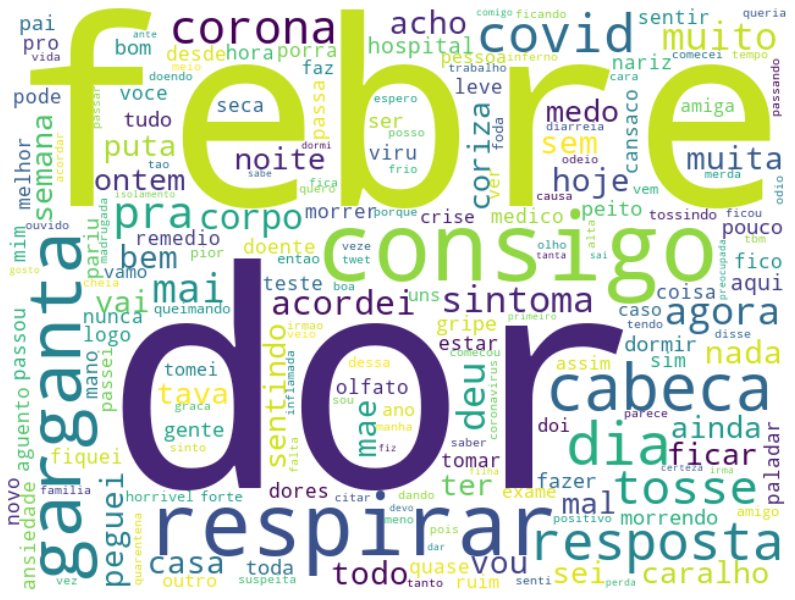 febre
dor
consigo
respirar
garganta
cabeca
covid
corona
dia
tosse
resposta
muito
acho
comigo
ficando
sentir
queria
pai
pro
bom
desde
hora
porra
hospital
pessoa
trabalho
inferno
comecei
tempo
nariz
vida
ante
doendo
meio
faz
cara
passando
pode
voce
tudo
seca
passa
espero
leve
medo
diarreia
amiga
cansaco
melhor
semana
acordar
passar
puta
noite
dormi
ser
viru
posso
coriza
ver
foda
sem
odeio
muita
merda
odio
ontem
tao
sabe
frio
quero
fica
porque
hoje
vem
isolamento
ouvido
mim
madrugada
pariu
pra
corpo
morrer
crise
medico
causa
peito
tossindo
ficou
pouco
tbm
remedio
doente
entao
veze
twet
olho
tanta
sai
alta
fico
preocupada
aqui
gosto
cheia
vamo
bem
pior
teste
boa
uns
primeiro
coisa
queimando
mai
acordei
sintoma
caso
tendo
disse
agora
nunca
vai
logo
irmao
veio
gripe
estar
comecou
dormir
sim
nada
passou
mano
passei
tomei
tava
sentindo
inflamada
dessa
olfato
ano
manha
mae
deu
assim
coronavirus
aguento
graca
gente
sinto
sou
fiz
saber
doi
parece
ainda
ficar
certeza
irma
paladar
fiquei
falta
tomar
filha
ansiedade
novo
familia
peguei
horrivel
forte
dores
citar
dando
ter
exame
fazer
mal
amigo
devo
meno
positivo
morrendo
vez
quarentena
casa
toda
todo
pois
dar
quase
vou
sei
caralho
outro
suspeita
tanto
ruim
senti
perda